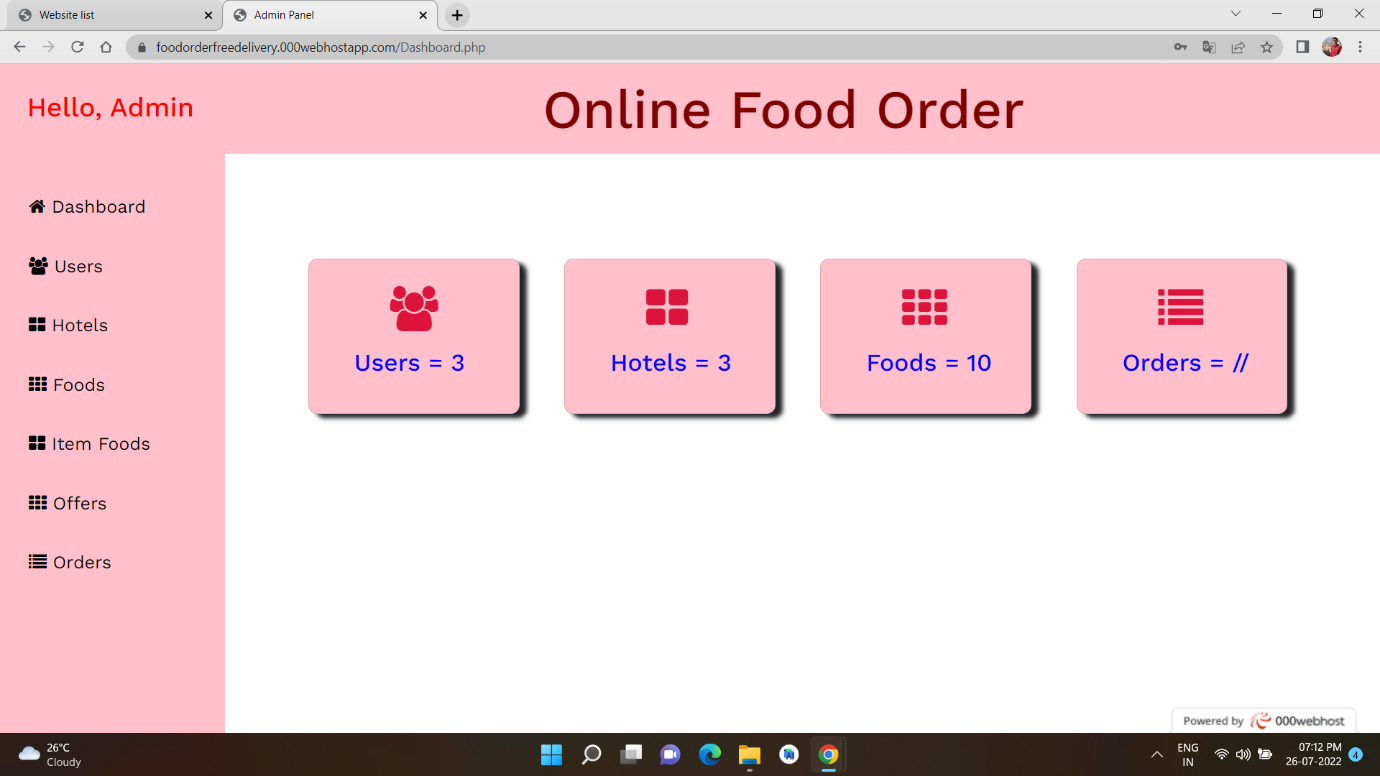 Website list
Admin Panel
foodorderfreedelivery.000webhostapp.com/Dashboard.php
Hello, Admin
Online Food Order
Dashboard
Users
Hotels
Foods
Item Foods
Offers
Orders
Users = 3
Hotels = 3
Foods = 10
Orders = //
Powered by 000webhost
26°C
Cloudy
ENG
IN
07:12 PM
26-07-2022
4